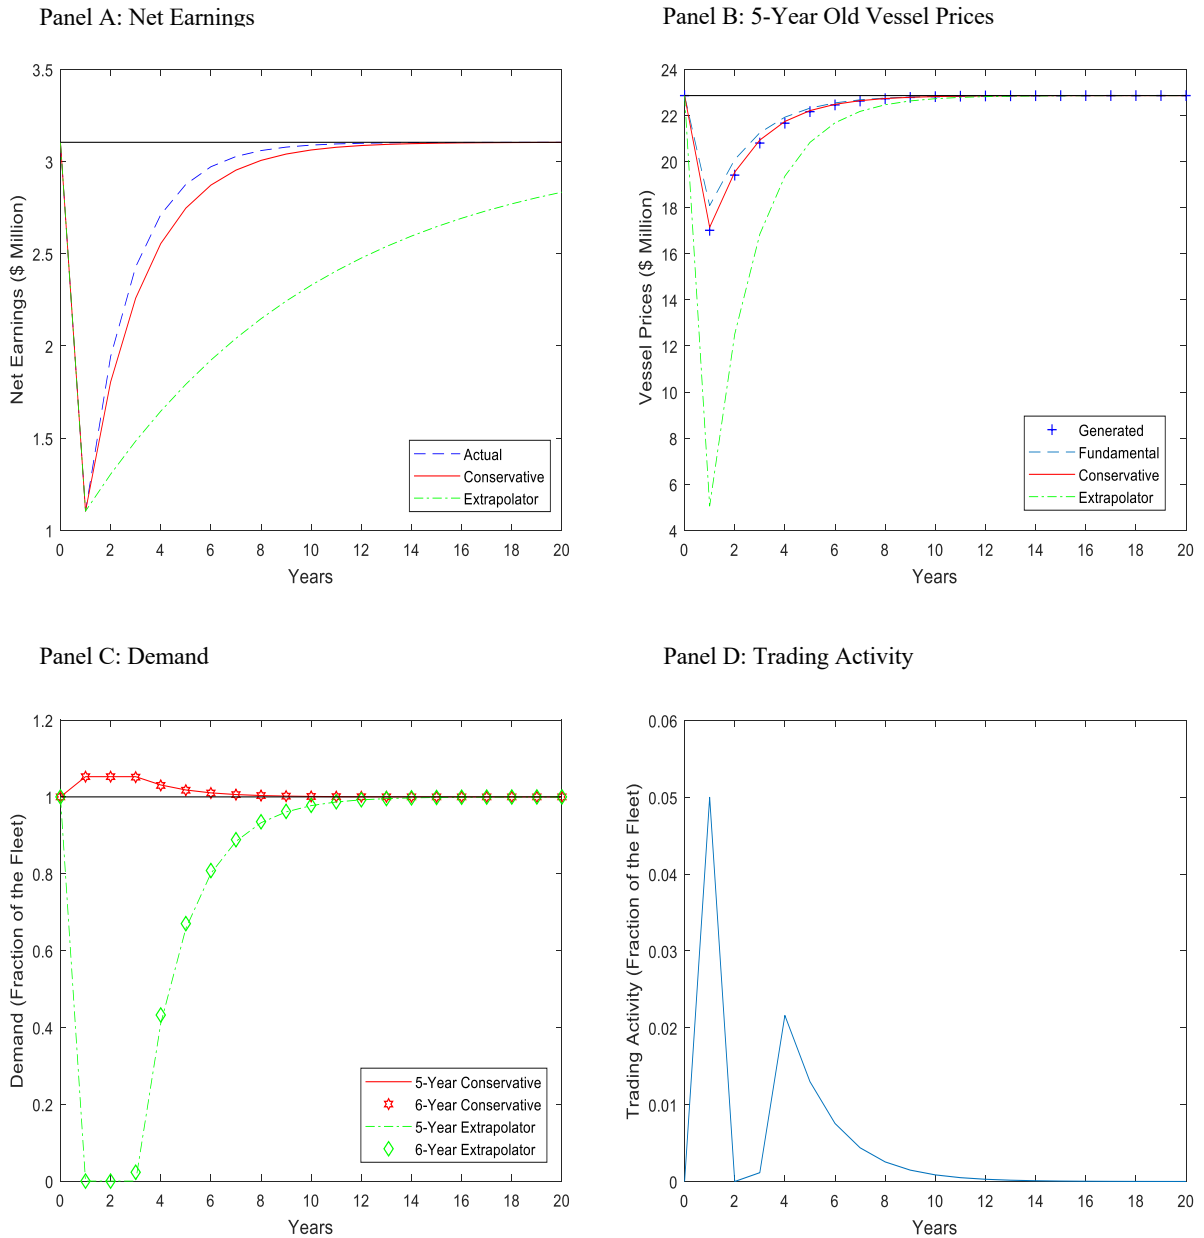 Panel A: Net Earnings
3.5
3
2.5
2
1.5
1
0 2 4 6 8 10 12 14 16 18 20
Years
Net Earnings ($ Million)
Actual
Conservative
Extrapolator
Panel B: 5-Year Old Vessel Prices
24
22
20
18
16
14
12
10
8
6
4
0 2 4 6 8 10 12 14 16 18 20
Years
Vessel Prices ($ Million)
Generated
Fundamental
Conservative
Extrapolator
Panel C: Demand
1.2
1
0.8
0.6
0.4
0.2
0
0 2 4 6 8 10 12 14 16 18 20
Years
Demand (Fraction of the Fleet)
5-Year Conservative
6-Year Conservative
5-Year Extrapolator
6-Year Extrapolator
Panel D: Trading Activity
0.06
0.05
0.04
0.03
0.02
0.01
0
0 2 4 6 8 10 12 14 16 18 20
Years
Trading Activity (Fraction of the Fleet)